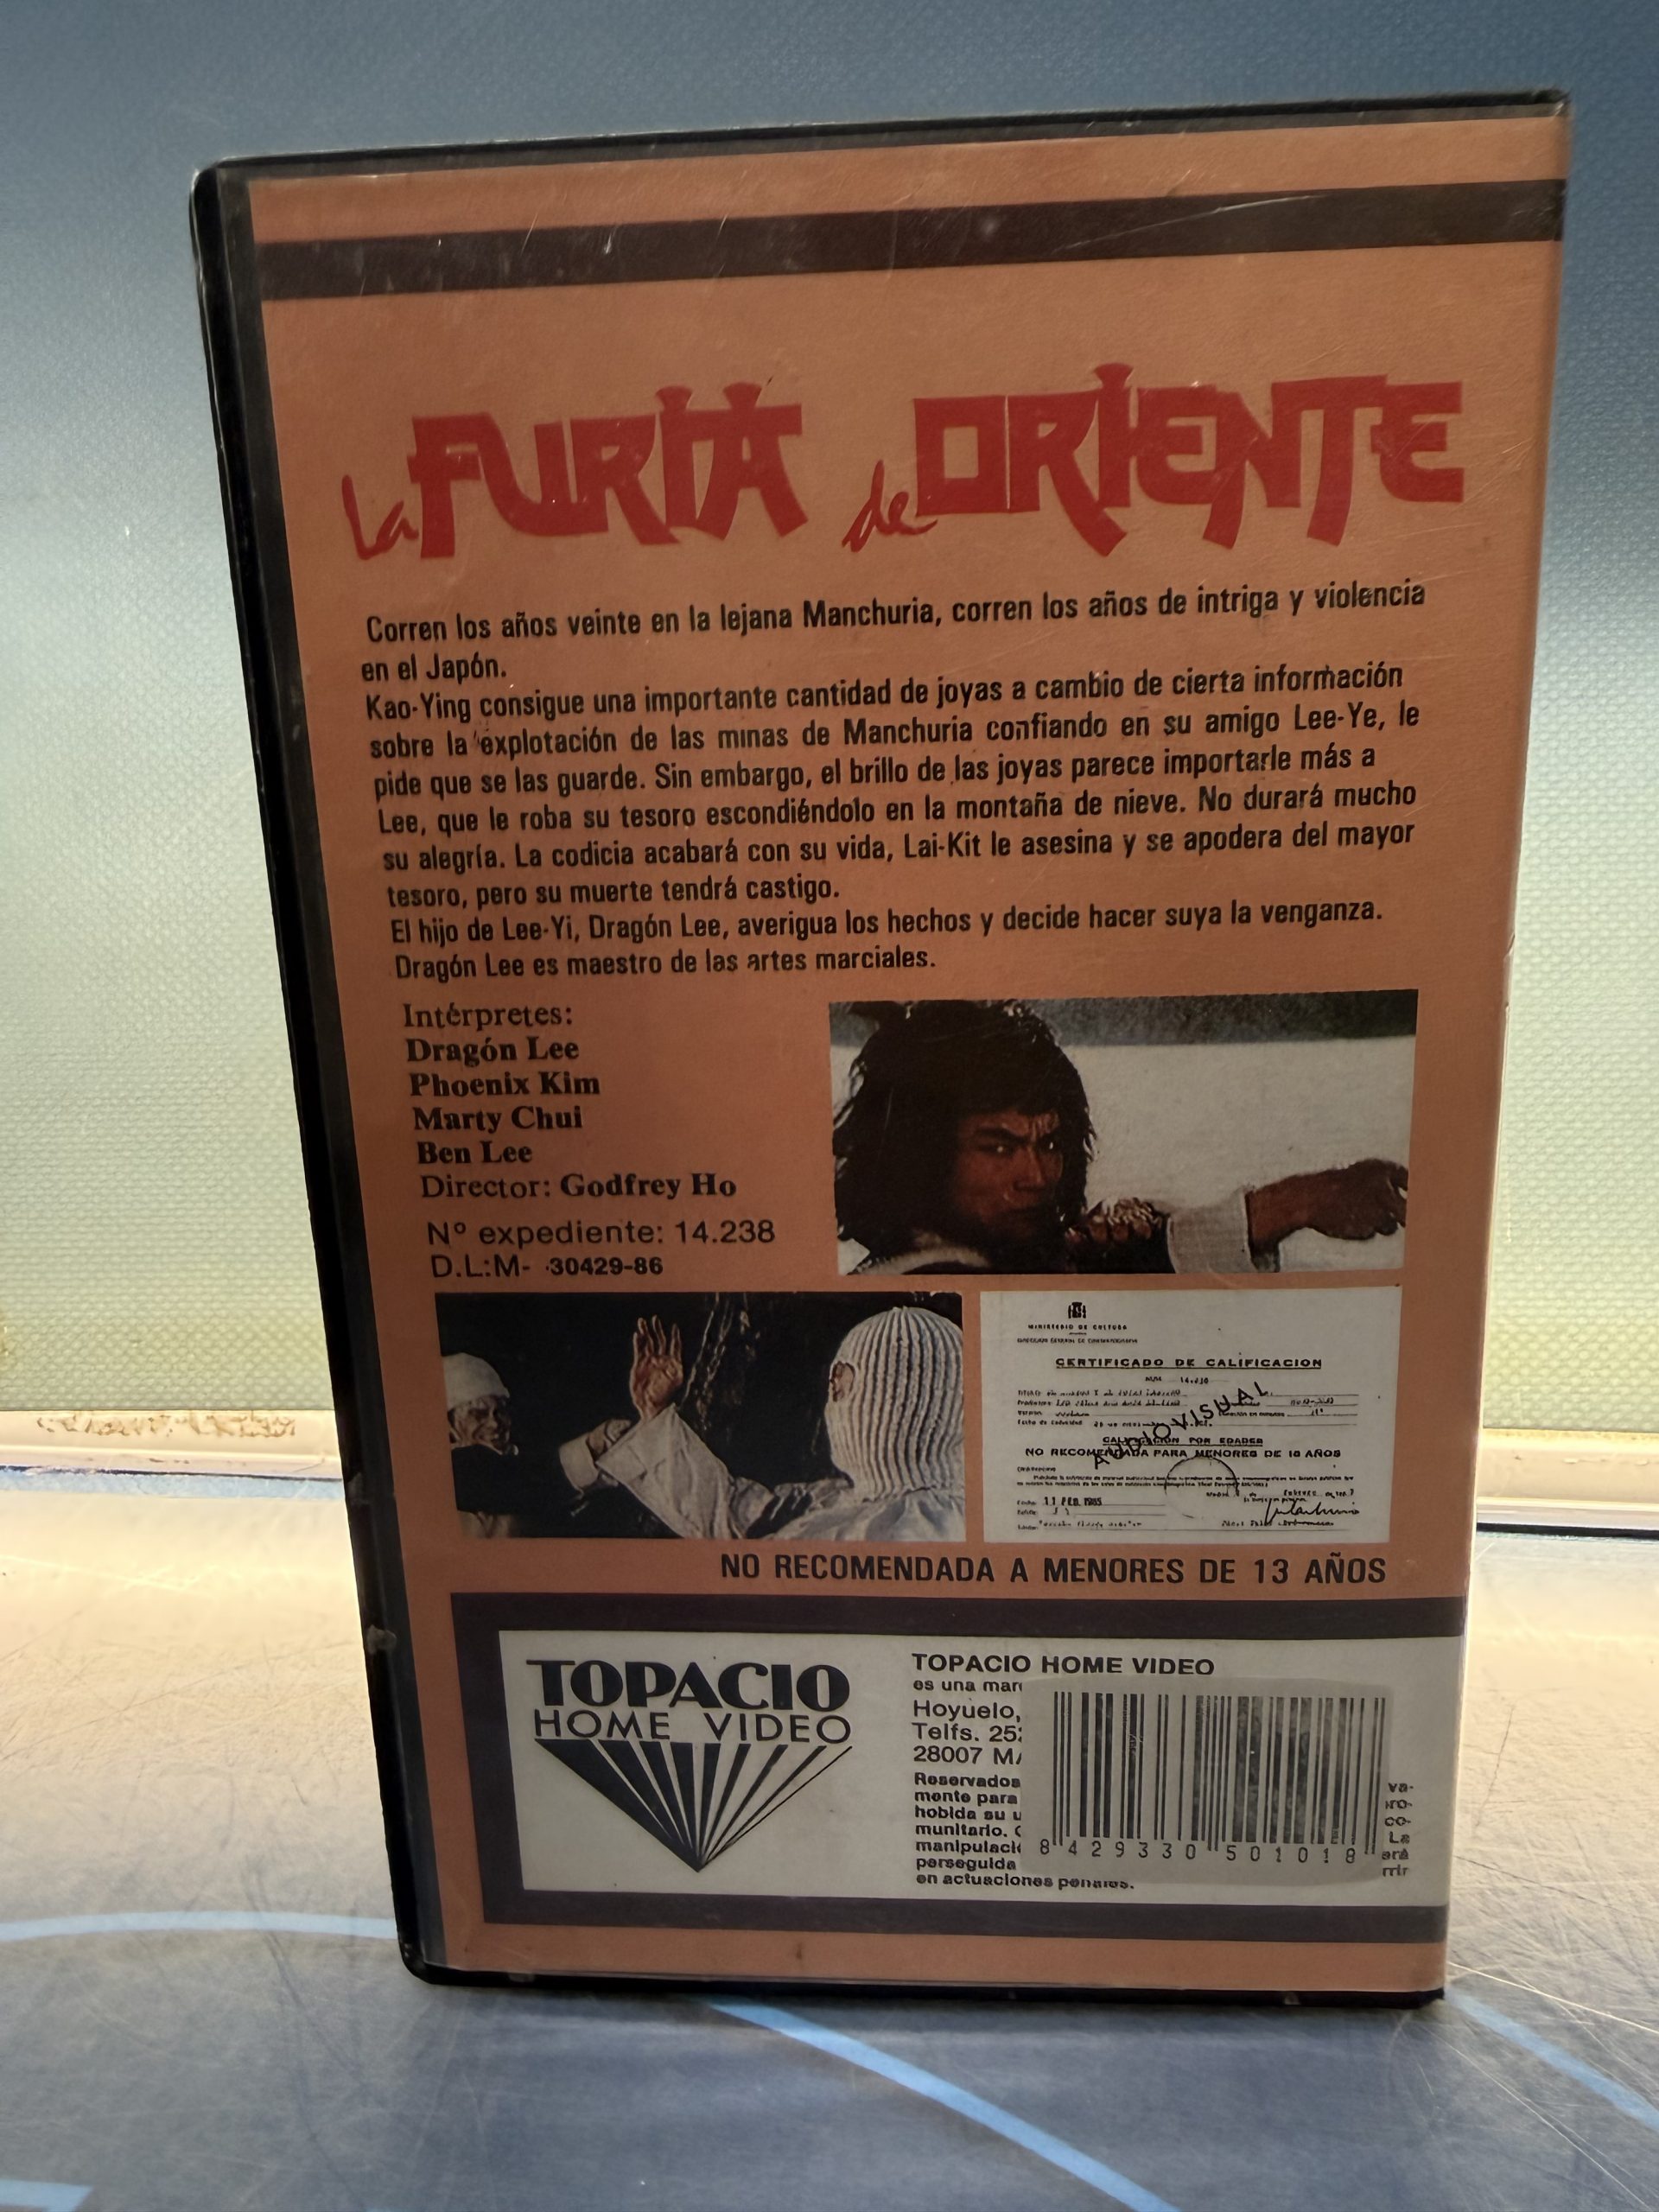 la FURIA de ORIENTE
Corren los años veinte en la lejana Manchuria, corren los años de intriga y violencia
en el Japón.
Kao-Ying consigue una importante cantidad de joyas a cambio de cierta información
sobre la explotación de las minas de Manchuria confiando en su amigo Lee-Ye, le
pide que se las guarde. Sin embargo, el brillo de las joyas parece importarle más a
Lee, que le roba su tesoro escondiéndolo en la montaña de nieve. No durará mucho
su alegría. La codicia acabará con su vida, Lai-Kit le asesina y se apodera del mayor
tesoro, pero su muerte tendrá castigo.
El hijo de Lee-Yi, Dragón Lee, averigua los hechos y decide hacer suya la venganza.
Dragón Lee es maestro de las artes marciales.
Intérpretes:
Dragón Lee
Phoenix Kim
Marty Chui
Ben Lee
Director: Godfrey Ho
Nº expediente: 14.238
D.L:M- 30429-86
MINISTERIO DE CULTURA
CERTIFICADO DE CALIFICACION
AUDIOVISUAL
CALIFICACION POR EDADES
NO RECOMENDADA PARA MENORES DE
11 FEB. 1985
NO RECOMENDADA A MENORES DE 13 AÑOS
TOPACIO
HOME VIDEO
TOPACIO HOME VIDEO
es una
Hoyuelo,
Telfs.
28007
Reservados
mente para
hobida su
munitario.
perseguida
en actuaciones penales.
La
8 429330 501018